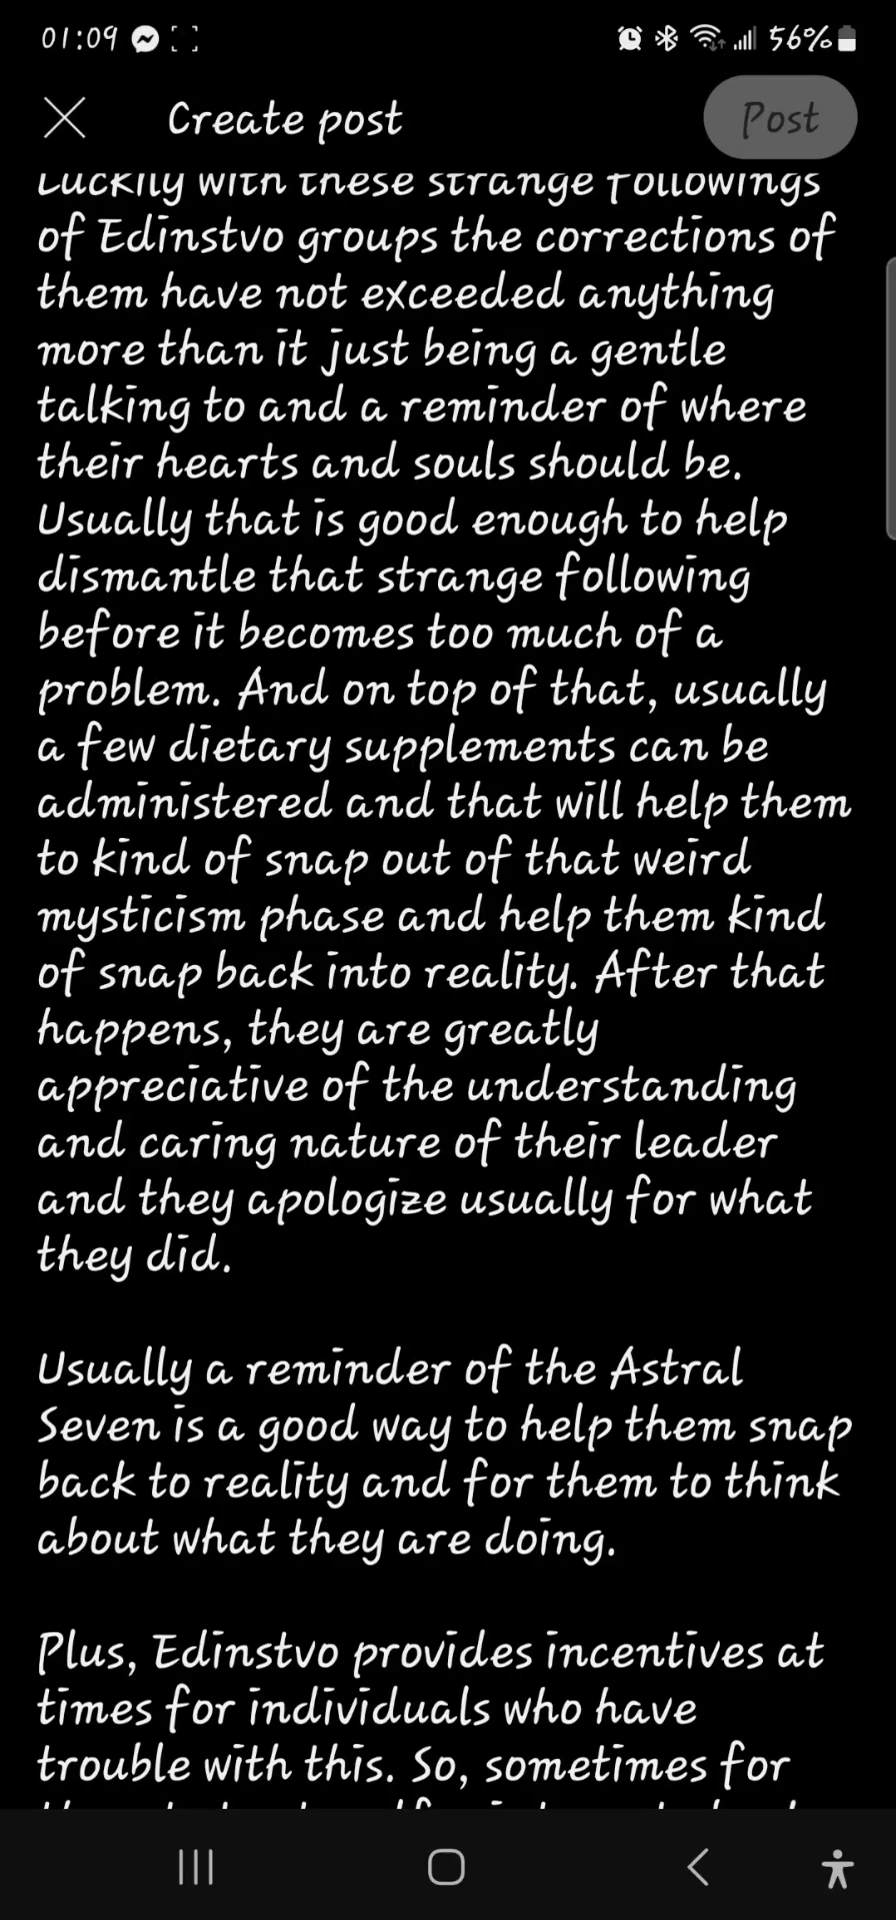 01:09
56%
Create post
Post
Luckily with these strange followings
of Edinstvo groups the corrections of
them have not exceeded anything
more than it just being a gentle
talking to and a reminder of where
their hearts and souls should be.
Usually that is good enough to help
dismantle that strange following
before it becomes too much of a
problem. And on top of that, usually
a few dietary supplements can be
administered and that will help them
to kind of snap out of that weird
mysticism phase and help them kind
of snap back into reality. After that
happens, they are greatly
appreciative of the understanding
and caring nature of their leader
and they apologize usually for what
they did.
Usually a reminder of the Astral
Seven is a good way to help them snap
back to reality and for them to think
about what they are doing.
Plus, Edinstvo provides incentives at
times for individuals who have
trouble with this. So, sometimes for